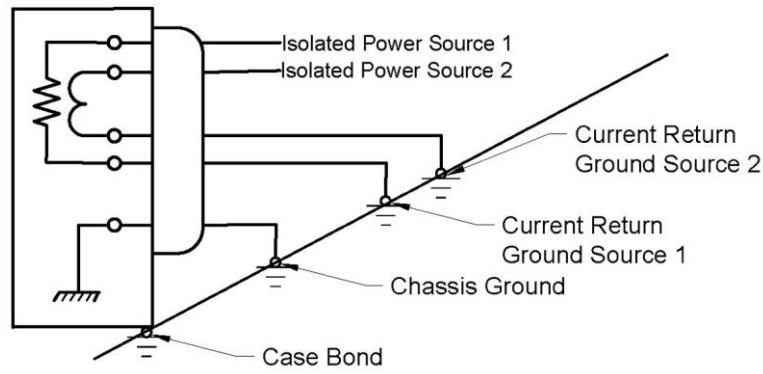 Isolated Power Source 1
Isolated Power Source 2
Current Return
Ground Source 2
Current Return
Ground Source 1
Chassis Ground
Case Bond